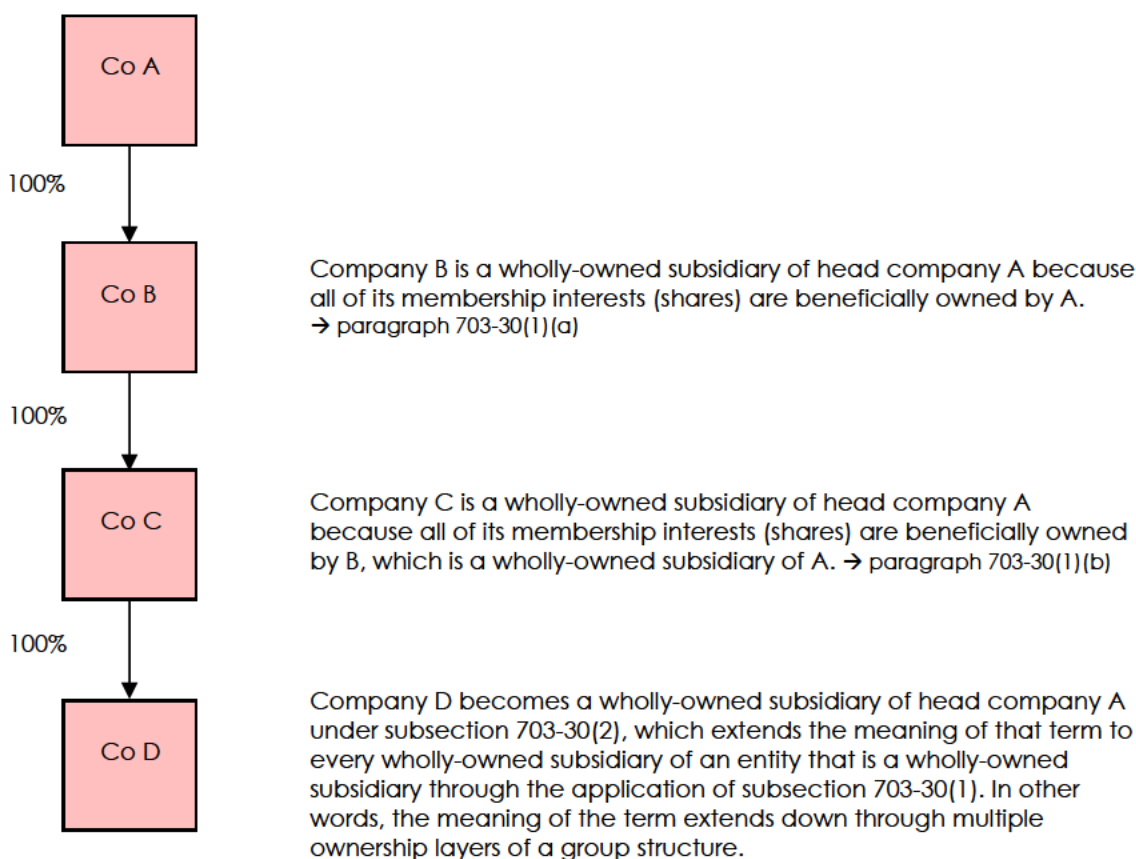 Co A
100%
Co B
Company B is a wholly-owned subsidiary of head company A because
all of its membership interests (shares) are beneficially owned by A.
→ paragraph 703-30(1)(a)
100%
Co C
Company C is a wholly-owned subsidiary of head company A
because all of its membership interests (shares) are beneficially owned
by B, which is a wholly-owned subsidiary of A. → paragraph 703-30(1)(b)
100%
Co D
Company D becomes a wholly-owned subsidiary of head company A
under subsection 703-30(2), which extends the meaning of that term to
every wholly-owned subsidiary of an entity that is a wholly-owned
subsidiary through the application of subsection 703-30(1). In other
words, the meaning of the term extends down through multiple
ownership layers of a group structure.